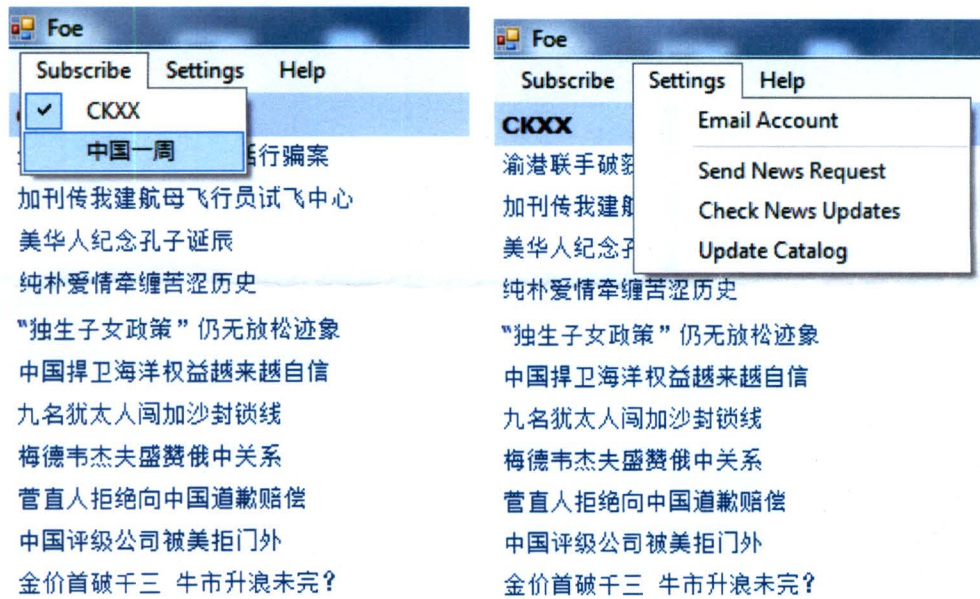 Foe
Subscribe Settings Help
CKXX
中国一周
行骗案
加刊传我建航母飞行员试飞中心
美华人纪念孔子诞辰
纯朴爱情牵缠苦涩历史
“独生子女政策”仍无放松迹象
中国捍卫海洋权益越来越自信
九名犹太人闯加沙封锁线
梅德韦杰夫盛赞俄中关系
菅直人拒绝向中国道歉赔偿
中国评级公司被美拒门外
金价首破千三 牛市升浪未完?
Foe
Subscribe Settings Help
CKXX
Email Account
Send News Request
Check News Updates
Update Catalog
渝港联手破
加刊传我建
美华人纪念
纯朴爱情牵缠苦涩历史
“独生子女政策”仍无放松迹象
中国捍卫海洋权益越来越自信
九名犹太人闯加沙封锁线
梅德韦杰夫盛赞俄中关系
菅直人拒绝向中国道歉赔偿
中国评级公司被美拒门外
金价首破千三 牛市升浪未完?